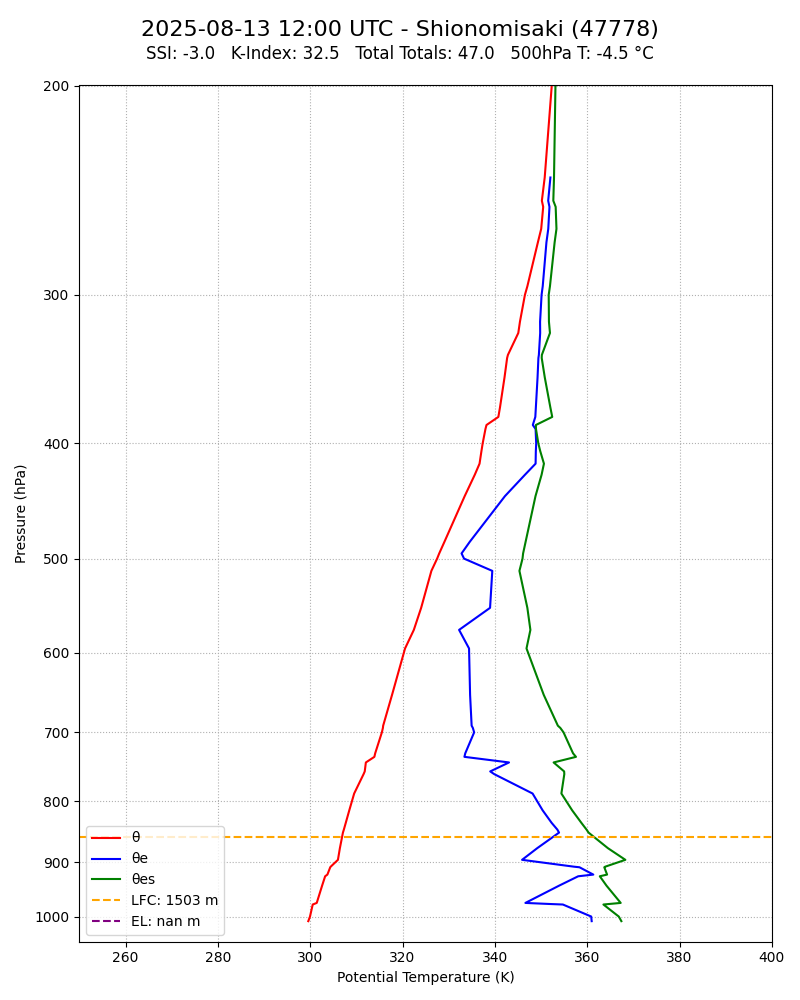 2025-08-13 12:00 UTC - Shionomisaki (47778)
SSI: -3.0 K-Index: 32.5 Total Totals: 47.0 500hPa T: -4.5 °C
200
300
400
500
600
700
800
900
1000
Pressure (hPa)
θ
θe
θes
LFC: 1503 m
EL: nan m
260 280 300 320 340 360 380 400
Potential Temperature (K)